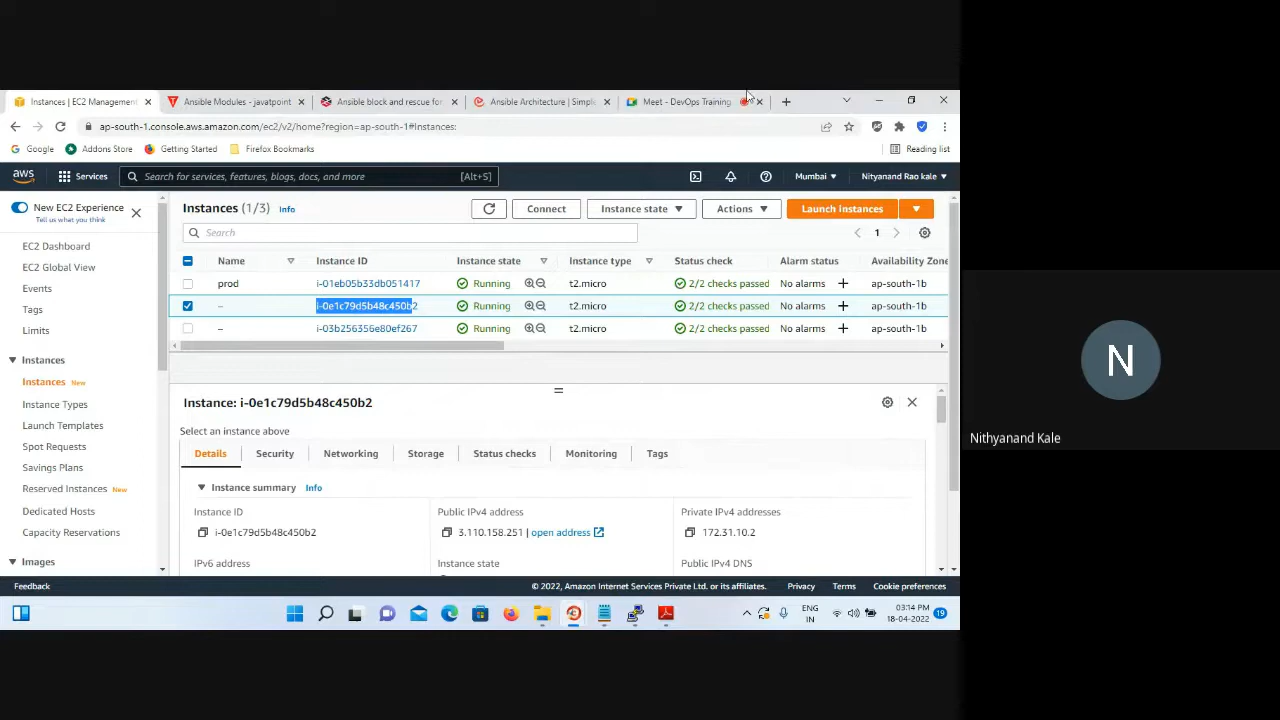 Instances | EC2 Management
Ansible Modules - javatpoint
Ansible block and rescue for
Ansible Architecture | Simplic
Meet - DevOps Training
ap-south-1.console.aws.amazon.com/ec2/v2/home?region=ap-south-1#Instances:
Google
Addons Store
Getting Started
Firefox Bookmarks
Reading list
aws
Services
Search for services, features, blogs, docs, and more
[Alt+S]
Mumbai
Nityanand Rao kale
New EC2 Experience
Tell us what you think
EC2 Dashboard
EC2 Global View
Events
Tags
Limits
Instances
Instances New
Instance Types
Launch Templates
Spot Requests
Savings Plans
Reserved Instances New
Dedicated Hosts
Capacity Reservations
Images
Instances (1/3) Info
Connect
Instance state
Actions
Launch instances
Search
1
Name Instance ID Instance state Instance type Status check Alarm status Availability Zone
prod i-01eb05b33db051417 Running t2.micro 2/2 checks passed No alarms + ap-south-1b
– i-0e1c79d5b48c450b2 Running t2.micro 2/2 checks passed No alarms + ap-south-1b
– i-03b256356e80ef267 Running t2.micro 2/2 checks passed No alarms + ap-south-1b
Instance: i-0e1c79d5b48c450b2
Select an instance above
Details Security Networking Storage Status checks Monitoring Tags
Instance summary Info
Instance ID Public IPv4 address Private IPv4 addresses
i-0e1c79d5b48c450b2 3.110.158.251 | open address 172.31.10.2
IPv6 address Instance state Public IPv4 DNS
Feedback
© 2022, Amazon Internet Services Private Ltd. or its affiliates.
Privacy
Terms
Cookie preferences
ENG
IN
03:14 PM
18-04-2022
19
N
Nithyanand Kale